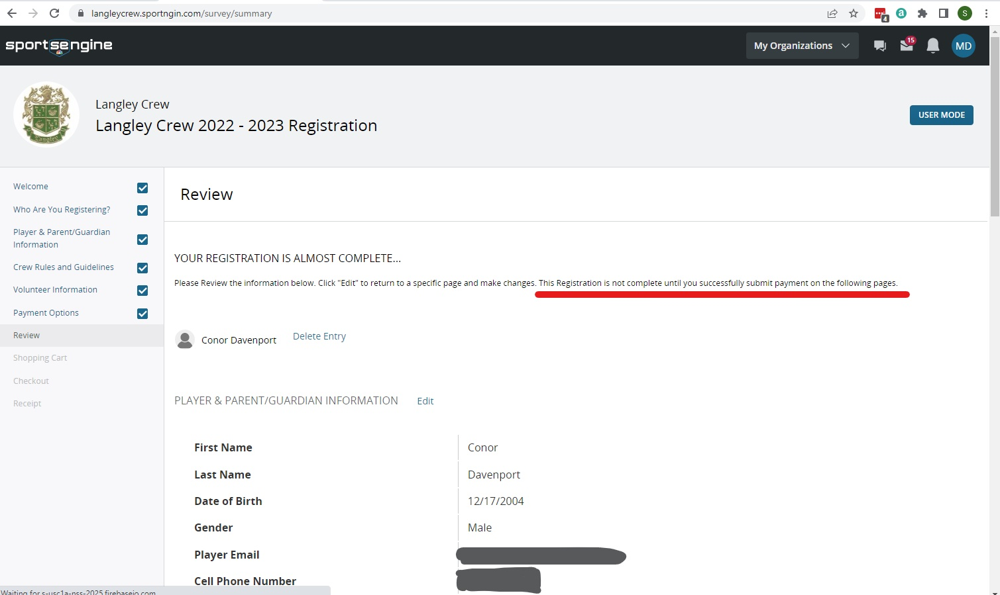 langleycrew.sportngin.com/survey/summary
4
a
S
sportsengine
My Organizations
15
MD
Langley Crew
Langley Crew 2022 - 2023 Registration
USER MODE
Langley
Welcome
Who Are You Registering?
Player & Parent/Guardian
Information
Crew Rules and Guidelines
Volunteer Information
Payment Options
Review
Shopping Cart
Checkout
Receipt
Review
YOUR REGISTRATION IS ALMOST COMPLETE...
Please Review the information below. Click "Edit" to return to a specific page and make changes. This Registration is not complete until you successfully submit payment on the following pages.
Conor Davenport Delete Entry
PLAYER & PARENT/GUARDIAN INFORMATION Edit
First Name Conor
Last Name Davenport
Date of Birth 12/17/2004
Gender Male
Player Email
Cell Phone Number
Waiting for s-usc1a-nss-2025.firebaseio.com